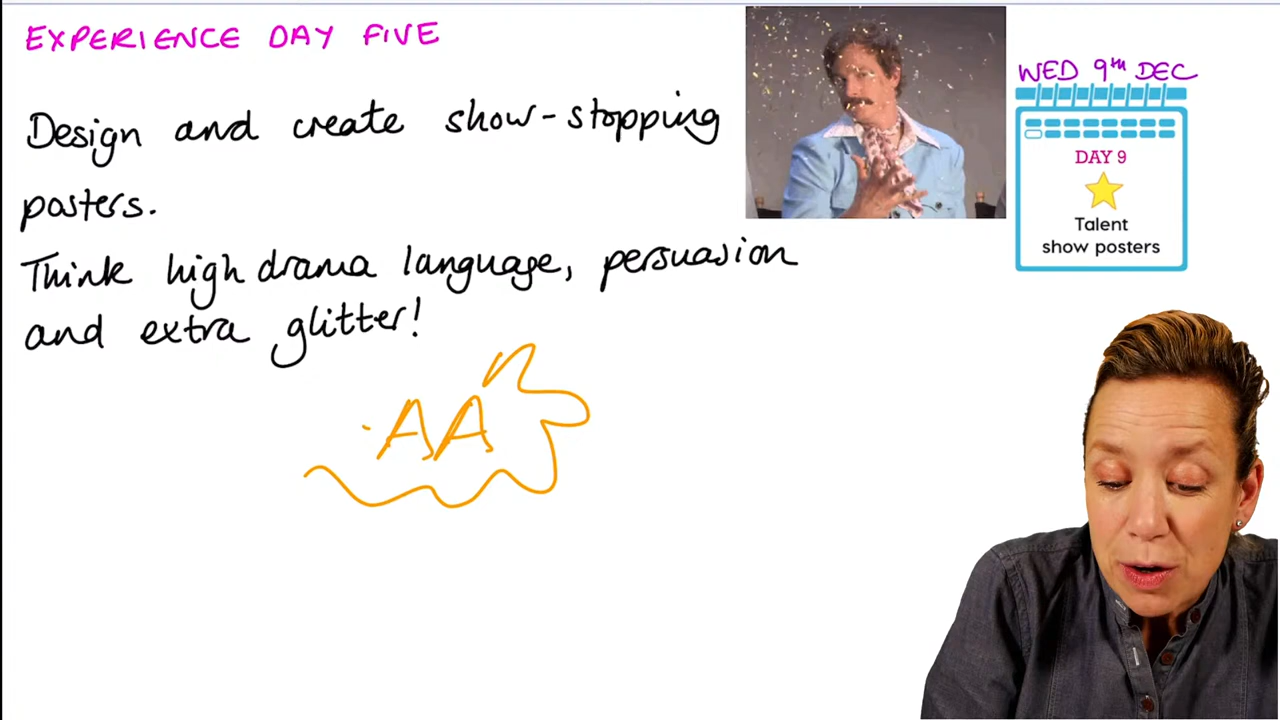 EXPERIENCE DAY FIVE
Design and create show-stopping
posters.
Think high drama language, persuasion
and extra glitter!
AA
WED 9th DEC
DAY 9
Talent
show posters